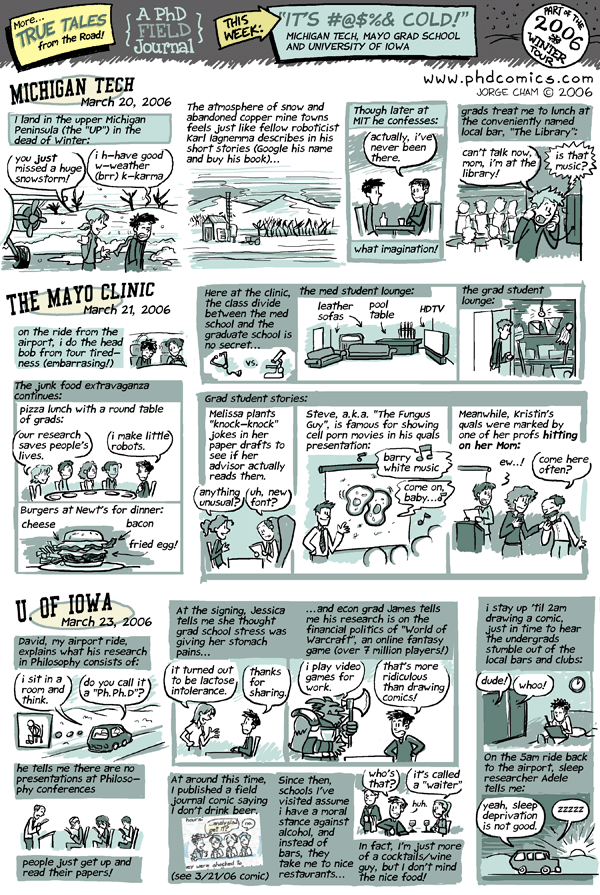 More...
TRUE TALES
from the Road!
A PhD
FIELD
Journal
THIS
WEEK:
"IT'S #@$%& COLD!"
MICHIGAN TECH, MAYO GRAD SCHOOL
AND UNIVERSITY OF IOWA
PART OF THE
2006
WINTER
TOUR
www.phdcomics.com
JORGE CHAM © 2006
MICHIGAN TECH
March 20, 2006
I land in the upper Michigan
Peninsula (the "UP") in the
dead of Winter:
you just
missed a huge
snowstorm!
i h-have good
w-weather
(brr) k-karma
The atmosphere of snow and
abandoned copper mine towns
feels just like fellow roboticist
Karl Iagnemma describes in his
short stories (Google his name
and buy his book)...
Though later at
MIT he confesses:
actually, i've
never been
there.
what imagination!
grads treat me to lunch at
the conveniently named
local bar, "The Library":
can't talk now,
mom, i'm at the
library!
is that
music?
THE MAYO CLINIC
March 21, 2006
on the ride from the
airport, i do the head
bob from tour tired-
ness (embarrasing!)
Here at the clinic,
the class divide
between the med
school and the
graduate school is
no secret...
vs.
The med student lounge:
leather
sofas
pool
table
HDTV
The grad student
lounge:
The junk food extravaganza
continues:
pizza lunch with a round table
of grads:
our research
saves people's
lives.
i make little
robots.
Burgers at Newt's for dinner:
cheese
bacon
fried egg!
Grad student stories:
Melissa plants
"knock-knock"
jokes in her
paper drafts to
see if her
advisor actually
reads them.
anything
unusual?
(uh, new
font?
Steve, a.k.a. "The Fungus
Guy", is famous for showing
cell porn movies in his quals
presentation:
barry
white music
come on,
baby...
Meanwhile, Kristin's
quals were marked by
one of her profs hitting
on her Mom:
ew..!
come here
often?
U. OF IOWA
March 23, 2006
David, my airport ride,
explains what his research
in Philosophy consists of:
i sit in a
room and
think.
do you call it
a "Ph.Ph.D"?
he tells me there are no
presentations at Philoso-
phy conferences
people just get up and
read their papers!
At the signing, Jessica
tells me she thought
grad school stress was
giving her stomach
pains...
it turned out
to be lactose
intolerance.
thanks
for
sharing.
...and econ grad James tells
me his research is on the
financial politics of "World of
Warcraft", an online fantasy
game (over 7 million players!)
i play video
games for
work.
that's more
ridiculous
than drawing
comics!
At around this time,
I published a field
journal comic saying
I don't drink beer.
(see 3/21/06 comic)
Since then,
schools I've
visited assume
i have a moral
stance against
alcohol, and
instead of
bars, they
take me to nice
restaurants...
who's
that?
it's called
a "waiter"
huh.
In fact, I'm just more
of a cocktails/wine
guy, but I don't mind
the nice food!
i stay up 'til 2am
drawing a comic,
just in time to hear
the undergrads
stumble out of the
local bars and clubs:
dude!
whoo!
On the 5am ride back
to the airport, sleep
researcher Adele
tells me:
yeah, sleep
deprivation
is not good.
zzzzz